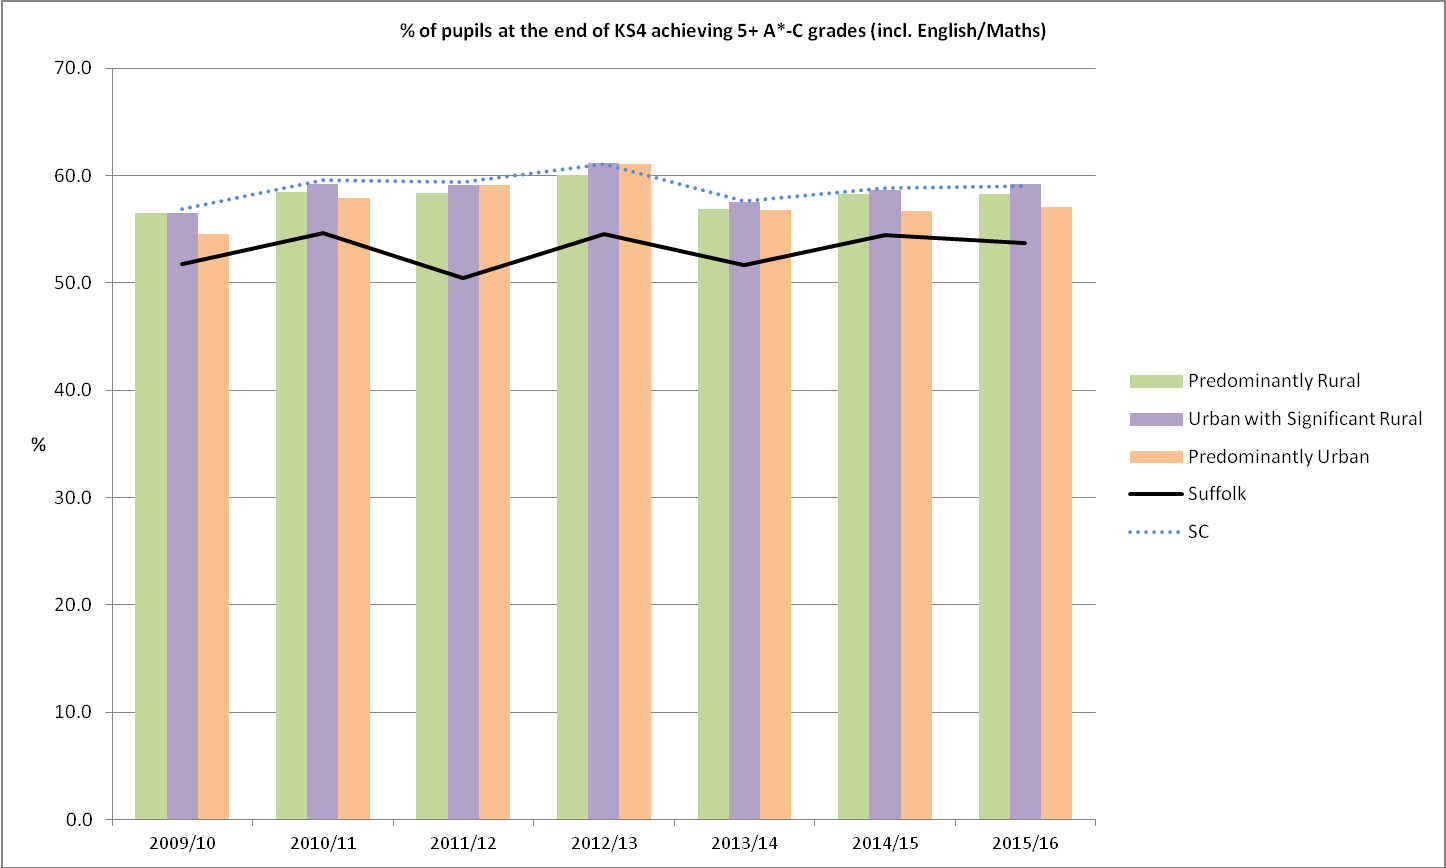 % of pupils at the end of KS4 achieving 5+ A*-C grades (incl. English/Maths)
70.0
60.0
50.0
40.0
%
30.0
20.0
10.0
0.0
2009/10 2010/11 2011/12 2012/13 2013/14 2014/15 2015/16
Predominantly Rural
Urban with Significant Rural
Predominantly Urban
Suffolk
SC